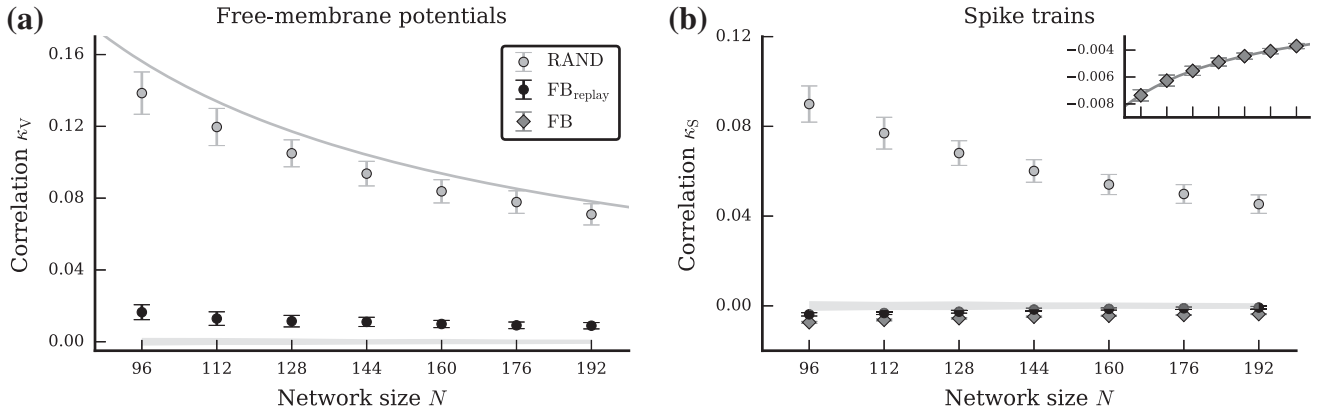 (a)
Free-membrane potentials
0.16
0.12
0.08
0.04
0.00
Correlation κV
RAND
FBreplay
FB
96 112 128 144 160 176 192
Network size N
(b)
Spike trains
0.12
0.08
0.04
0.00
Correlation κS
−0.004
−0.006
−0.008
96 112 128 144 160 176 192
Network size N